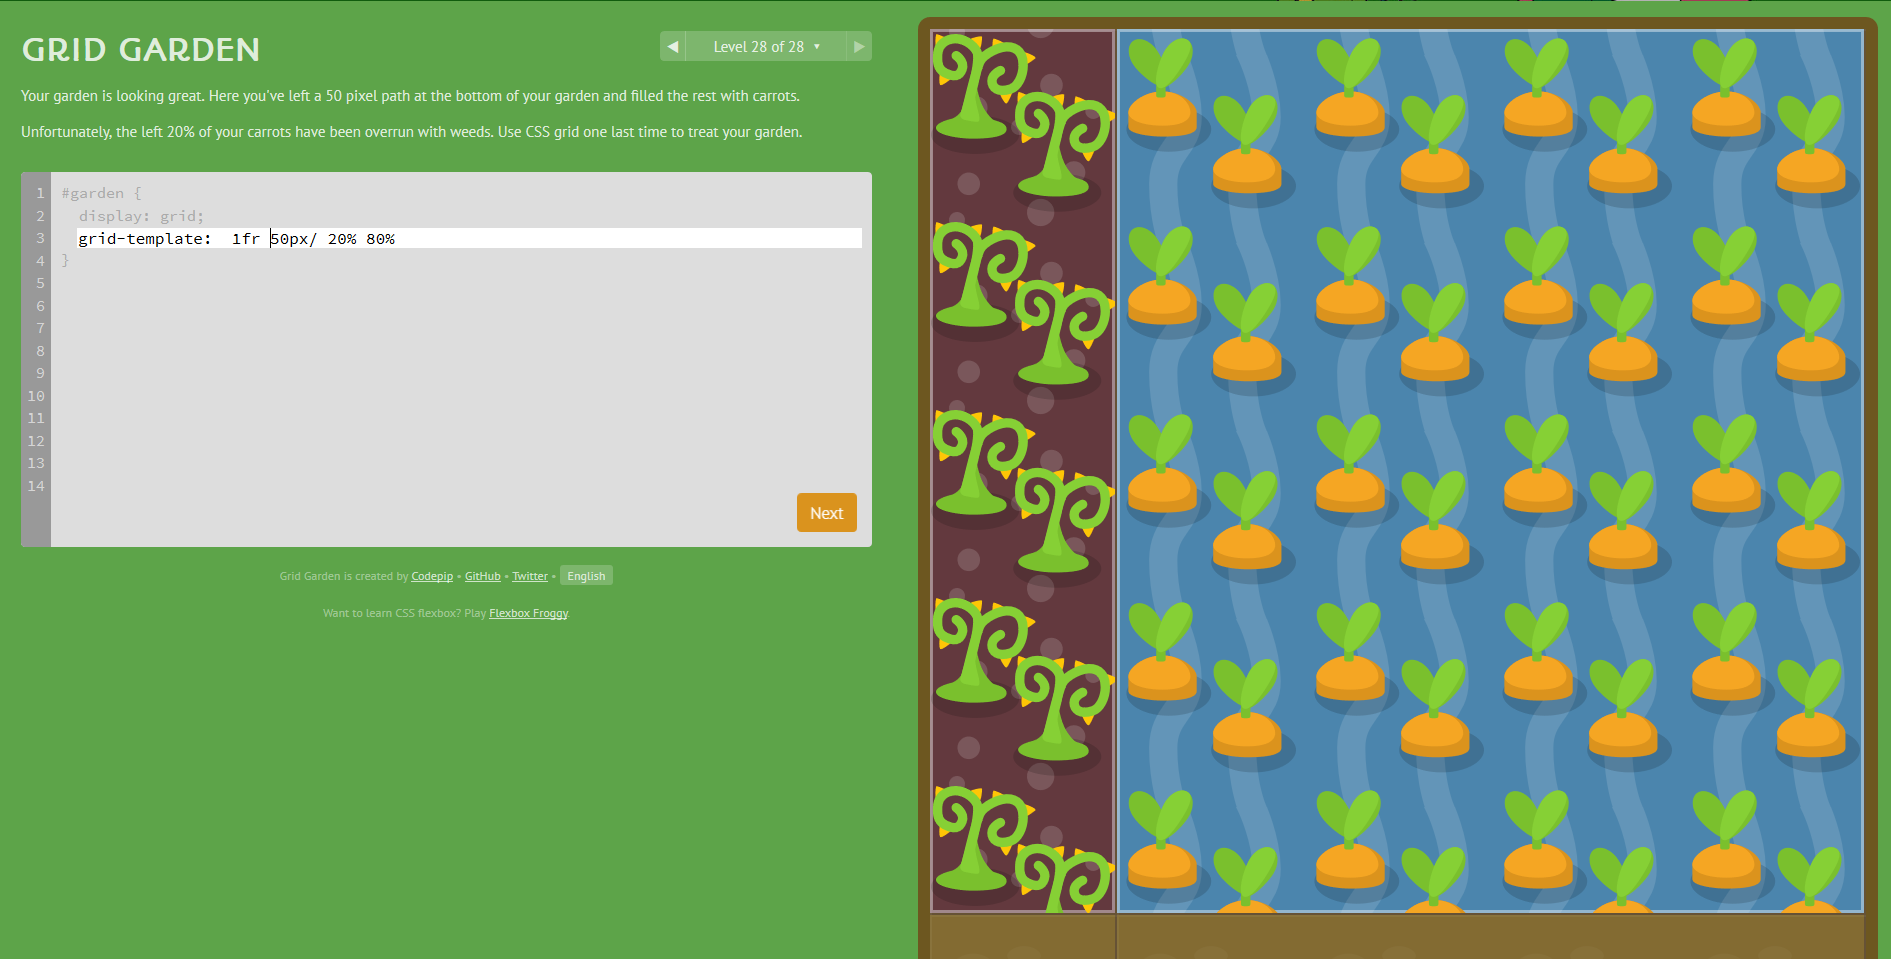 GRID GARDEN
◀ Level 28 of 28 ▼ ▶
Your garden is looking great. Here you've left a 50 pixel path at the bottom of your garden and filled the rest with carrots.
Unfortunately, the left 20% of your carrots have been overrun with weeds. Use CSS grid one last time to treat your garden.
1 #garden {
2 display: grid;
3 grid-template:  1fr 50px/ 20% 80%
4 }
5
6
7
8
9
10
11
12
13
14
Next
Grid Garden is created by Codepip • GitHub • Twitter • English
Want to learn CSS flexbox? Play Flexbox Froggy.